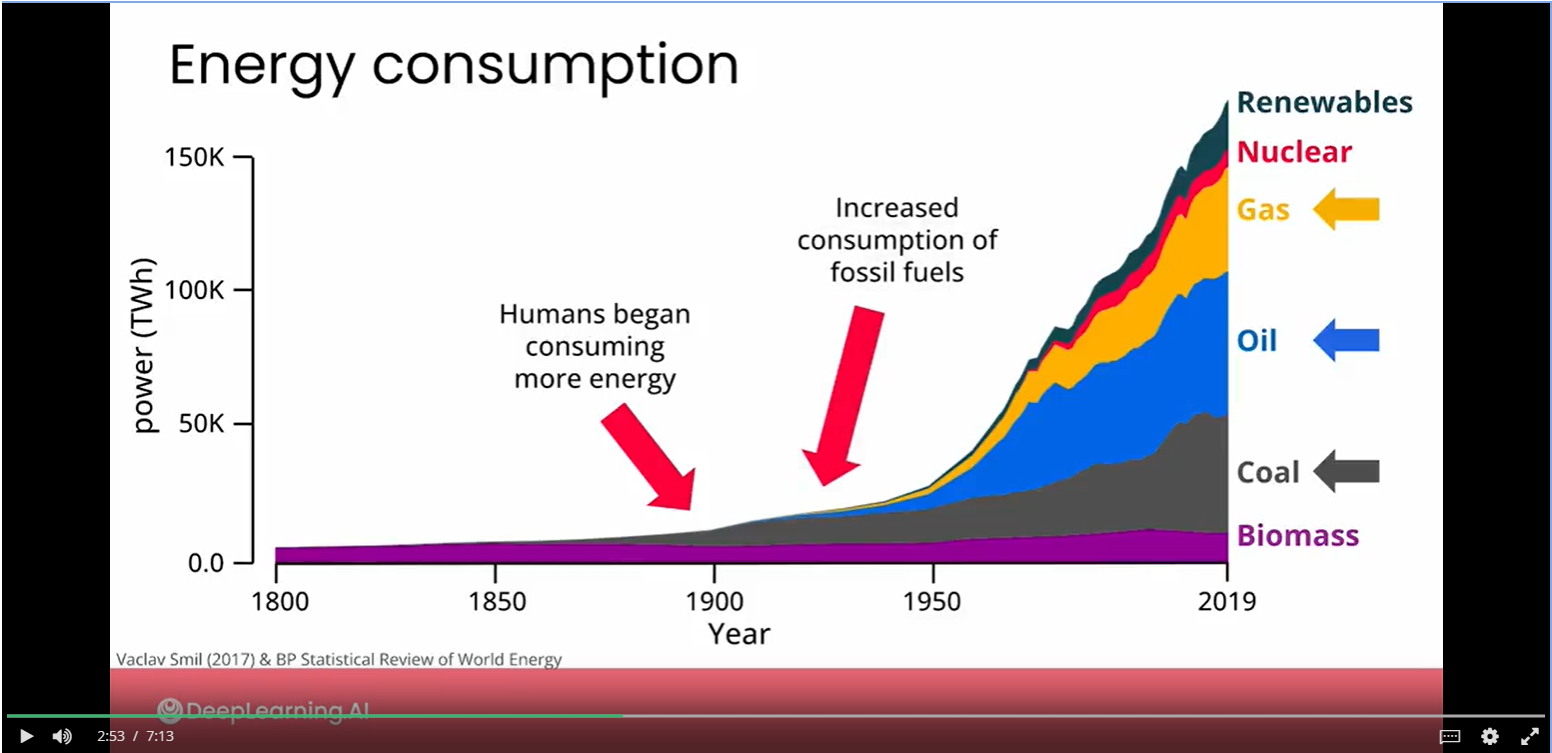 Energy consumption
Renewables
150K
Nuclear
Increased
consumption of
fossil fuels
Gas
power (TWh)
100K
Humans began
consuming
more energy
Oil
50K
Coal
Biomass
0.0
1800 1850 1900 1950 2019
Year
Vaclav Smil (2017) & BP Statistical Review of World Energy
DeepLearning.AI
2:53 / 7:13